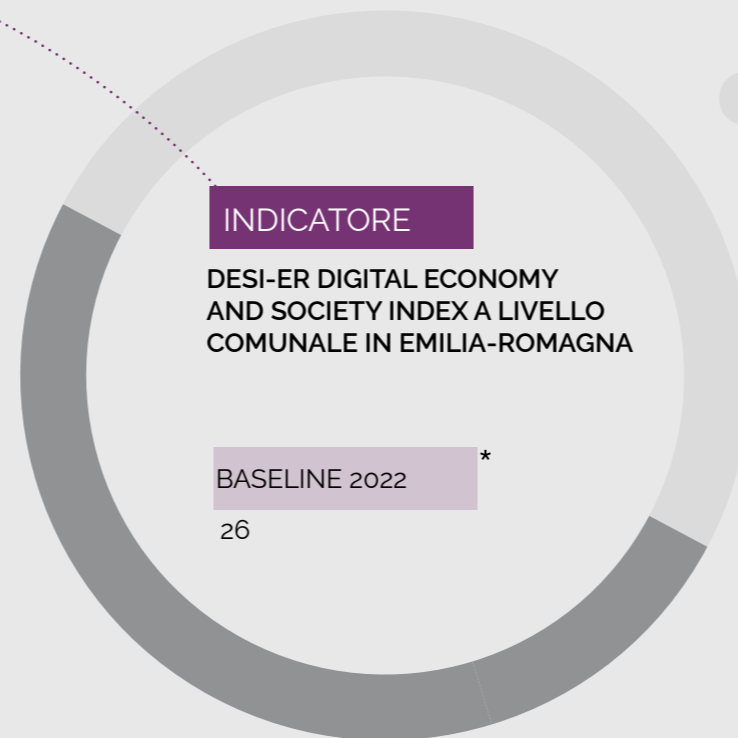 INDICATORE
DESI-ER DIGITAL ECONOMY
AND SOCIETY INDEX A LIVELLO
COMUNALE IN EMILIA-ROMAGNA
BASELINE 2022 *
26